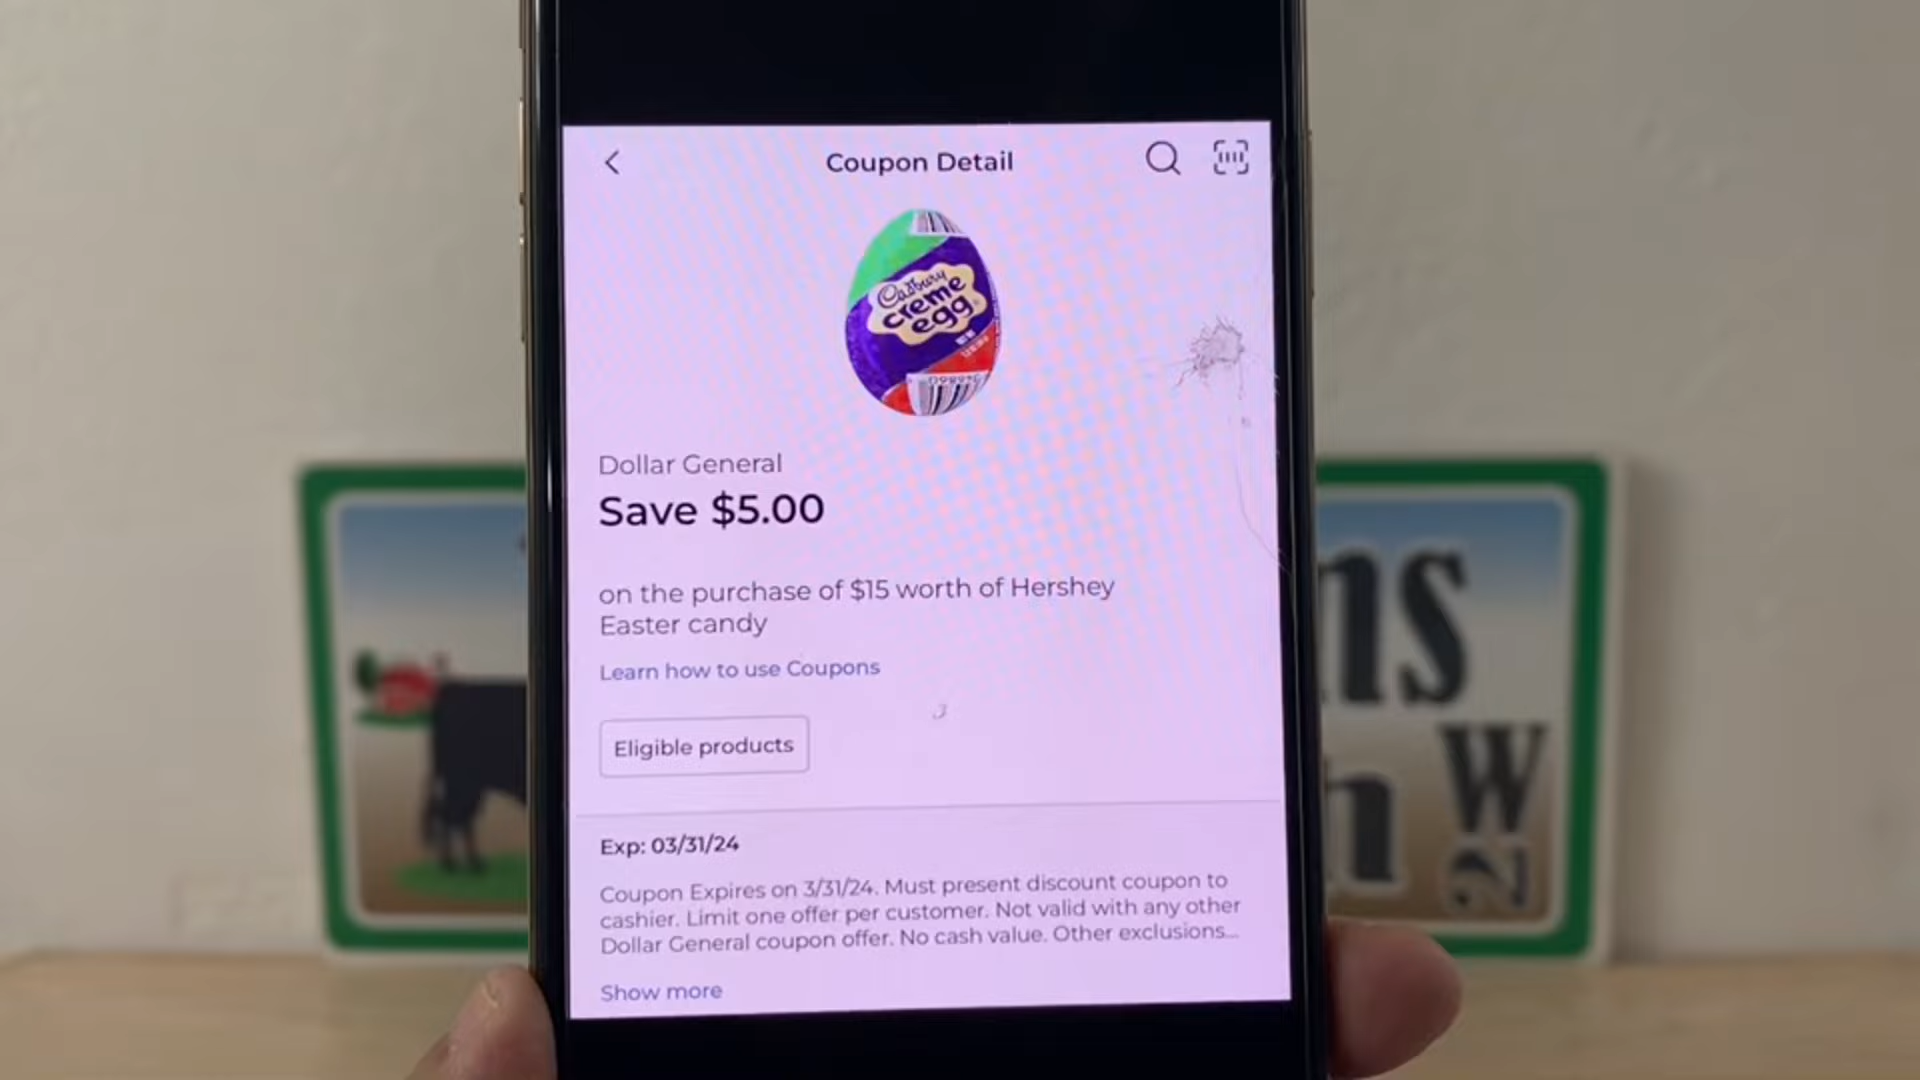 Coupon Detail
Cadbury
creme
egg
Dollar General
Save $5.00
on the purchase of $15 worth of Hershey
Easter candy
Learn how to use Coupons
Eligible products
Exp: 03/31/24
Coupon Expires on 3/31/24. Must present discount coupon to
cashier. Limit one offer per customer. Not valid with any other
Dollar General coupon offer. No cash value. Other exclusions...
Show more